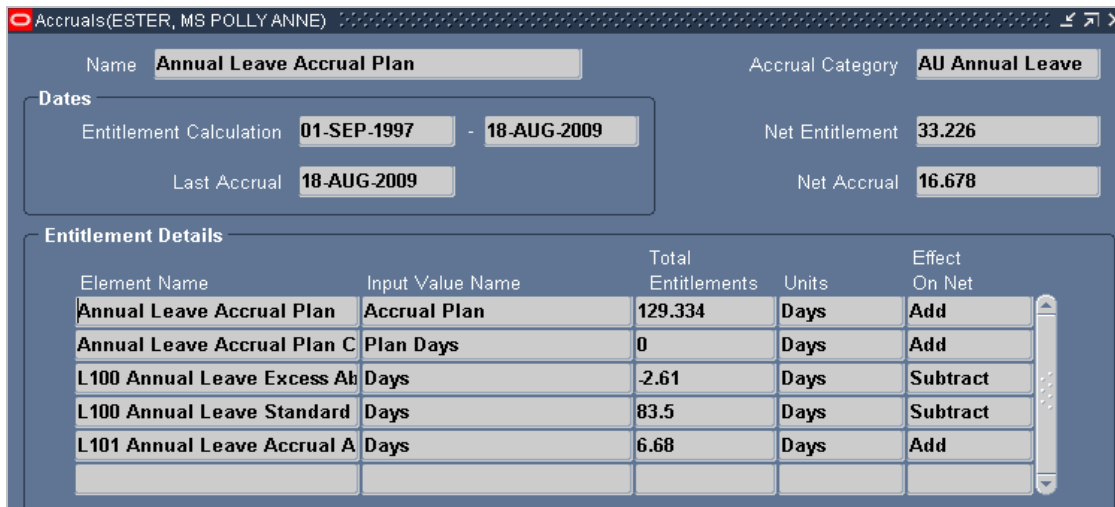 Accruals(ESTER, MS POLLY ANNE)
Name Annual Leave Accrual Plan Accrual Category AU Annual Leave
Dates
Entitlement Calculation 01-SEP-1997 - 18-AUG-2009 Net Entitlement 33.226
Last Accrual 18-AUG-2009 Net Accrual 16.678
Entitlement Details
Total Effect
Element Name Input Value Name Entitlements Units On Net
Annual Leave Accrual Plan Accrual Plan 129.334 Days Add
Annual Leave Accrual Plan C Plan Days 0 Days Add
L100 Annual Leave Excess Ab Days -2.61 Days Subtract
L100 Annual Leave Standard Days 83.5 Days Subtract
L101 Annual Leave Accrual A Days 6.68 Days Add